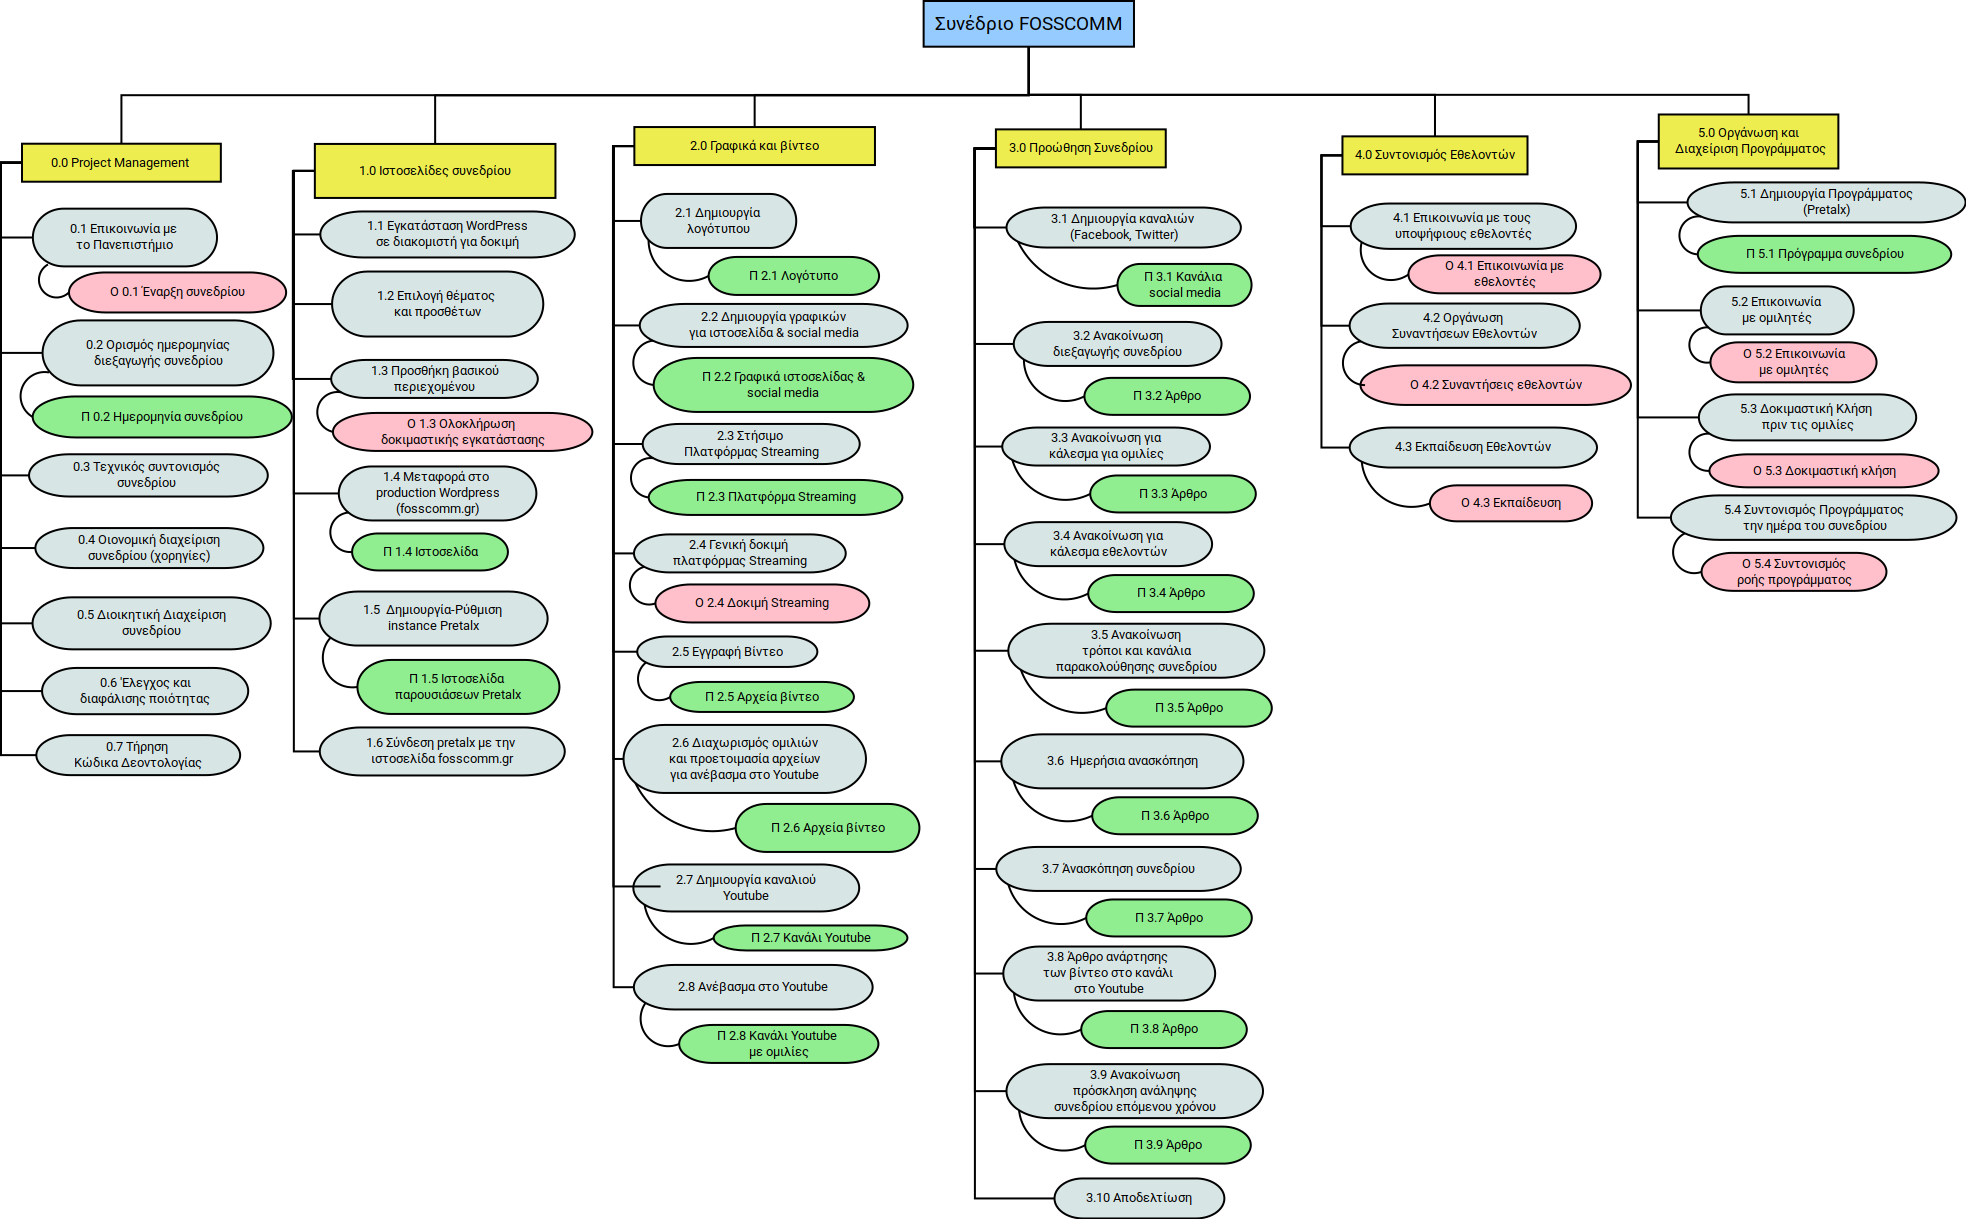 Συνέδριο FOSSCOMM
0.0 Project Management
0.1 Επικοινωνία με
το Πανεπιστήμιο
Ο 0.1 Έναρξη συνεδρίου
0.2 Ορισμός ημερομηνίας
διεξαγωγής συνεδρίου
Π 0.2 Ημερομηνία συνεδρίου
0.3 Τεχνικός συντονισμός
συνεδρίου
0.4 Οιονομική διαχείριση
συνεδρίου (χορηγίες)
0.5 Διοικητική Διαχείριση
συνεδρίου
0.6 Έλεγχος και
διαφάλισης ποιότητας
0.7 Τήρηση
Κώδικα Δεοντολογίας
1.0 Ιστοσελίδες συνεδρίου
1.1 Εγκατάσταση WordPress
σε διακομιστή για δοκιμή
1.2 Επιλογή θέματος
και προσθέτων
1.3 Προσθήκη βασικού
περιεχομένου
Ο 1.3 Ολοκλήρωση
δοκιμαστικής εγκατάστασης
1.4 Μεταφορά στο
production Wordpress
(fosscomm.gr)
Π 1.4 Ιστοσελίδα
1.5 Δημιουργία-Ρύθμιση
instance Pretalx
Π 1.5 Ιστοσελίδα
παρουσιάσεων Pretalx
1.6 Σύνδεση pretalx με την
ιστοσελίδα fosscomm.gr
2.0 Γραφικά και βίντεο
2.1 Δημιουργία
λογότυπου
Π 2.1 Λογότυπο
2.2 Δημιουργία γραφικών
για ιστοσελίδα & social media
Π 2.2 Γραφικά ιστοσελίδας &
social media
2.3 Στήσιμο
Πλατφόρμας Streaming
Π 2.3 Πλατφόρμα Streaming
2.4 Γενική δοκιμή
πλατφόρμας Streaming
Ο 2.4 Δοκιμή Streaming
2.5 Εγγραφή Βίντεο
Π 2.5 Αρχεία βίντεο
2.6 Διαχωρισμός ομιλιών
και προετοιμασία αρχείων
για ανέβασμα στο Youtube
Π 2.6 Αρχεία βίντεο
2.7 Δημιουργία καναλιού
Youtube
Π 2.7 Κανάλι Youtube
2.8 Ανέβασμα στο Youtube
Π 2.8 Κανάλι Youtube
με ομιλίες
3.0 Προώθηση Συνεδρίου
3.1 Δημιουργία καναλιών
(Facebook, Twitter)
Π 3.1 Κανάλια
social media
3.2 Ανακοίνωση
διεξαγωγής συνεδρίου
Π 3.2 Άρθρο
3.3 Ανακοίνωση για
κάλεσμα για ομιλίες
Π 3.3 Άρθρο
3.4 Ανακοίνωση για
κάλεσμα εθελοντών
Π 3.4 Άρθρο
3.5 Ανακοίνωση
τρόποι και κανάλια
παρακολούθησης συνεδρίου
Π 3.5 Άρθρο
3.6 Ημερήσια ανασκόπηση
Π 3.6 Άρθρο
3.7 Άνασκόπηση συνεδρίου
Π 3.7 Άρθρο
3.8 Άρθρο ανάρτησης
των βίντεο στο κανάλι
στο Youtube
Π 3.8 Άρθρο
3.9 Ανακοίνωση
πρόσκληση ανάληψης
συνεδρίου επόμενου χρόνου
Π 3.9 Άρθρο
3.10 Αποδελτίωση
4.0 Συντονισμός Εθελοντών
4.1 Επικοινωνία με τους
υποψήφιους εθελοντές
Ο 4.1 Επικοινωνία με
εθελοντές
4.2 Οργάνωση
Συναντήσεων Εθελοντών
Ο 4.2 Συναντήσεις εθελοντών
4.3 Εκπαίδευση Εθελοντών
Ο 4.3 Εκπαίδευση
5.0 Οργάνωση και
Διαχείριση Προγράμματος
5.1 Δημιουργία Προγράμματος
(Pretalx)
Π 5.1 Πρόγραμμα συνεδρίου
5.2 Επικοινωνία
με ομιλητές
Ο 5.2 Επικοινωνία
με ομιλητές
5.3 Δοκιμαστική Κλήση
πριν τις ομιλίες
Ο 5.3 Δοκιμαστική κλήση
5.4 Συντονισμός Προγράμματος
την ημέρα του συνεδρίου
Ο 5.4 Συντονισμός
ροής προγράμματος